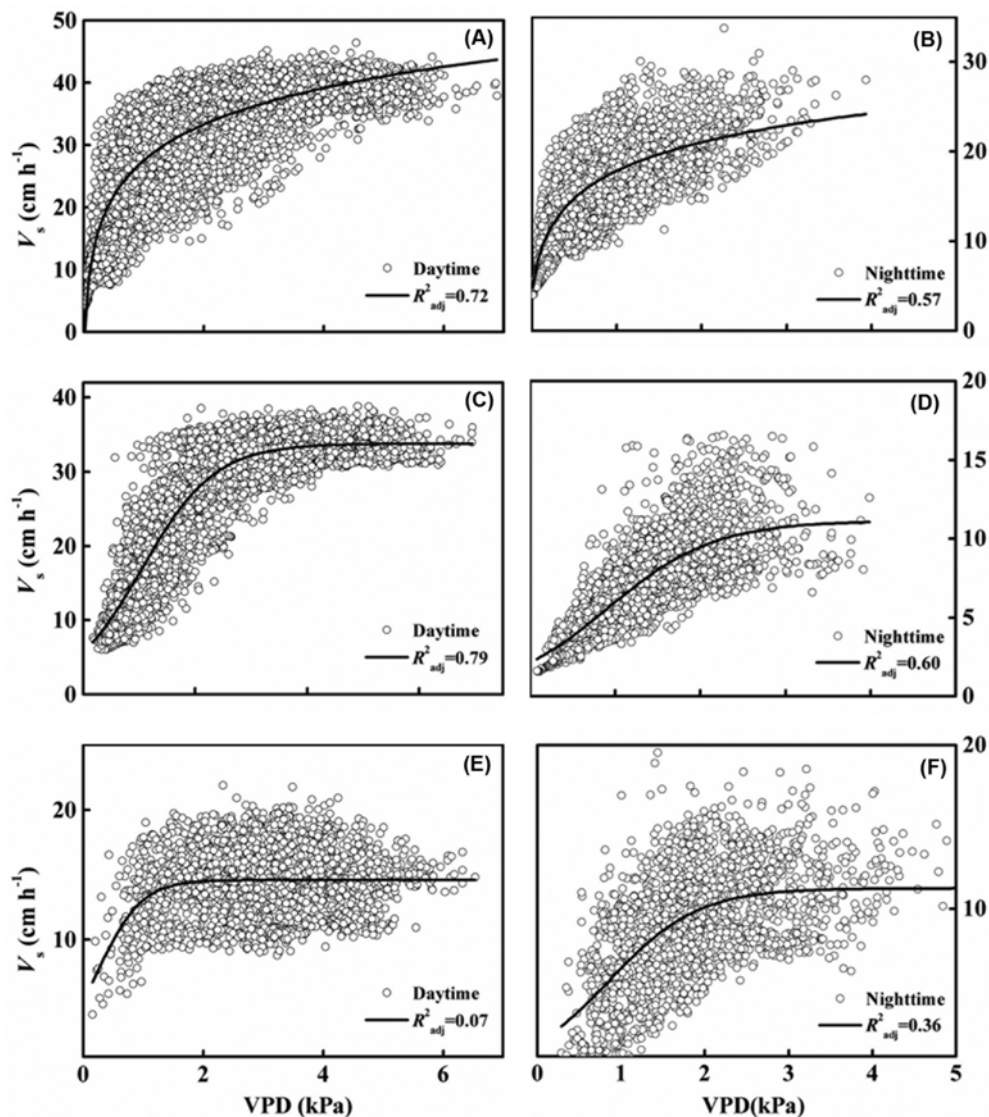 50
40
30
20
10
0
Vs (cm h-1)
(A)
Daytime
R2adj=0.72
(B)
30
20
10
0
Nighttime
R2adj=0.57
40
30
20
10
0
Vs (cm h-1)
(C)
Daytime
R2adj=0.79
(D)
20
15
10
5
0
Nighttime
R2adj=0.60
20
10
Vs (cm h-1)
(E)
Daytime
R2adj=0.07
0 2 4 6
VPD (kPa)
(F)
20
10
Nighttime
R2adj=0.36
0 1 2 3 4 5
VPD(kPa)